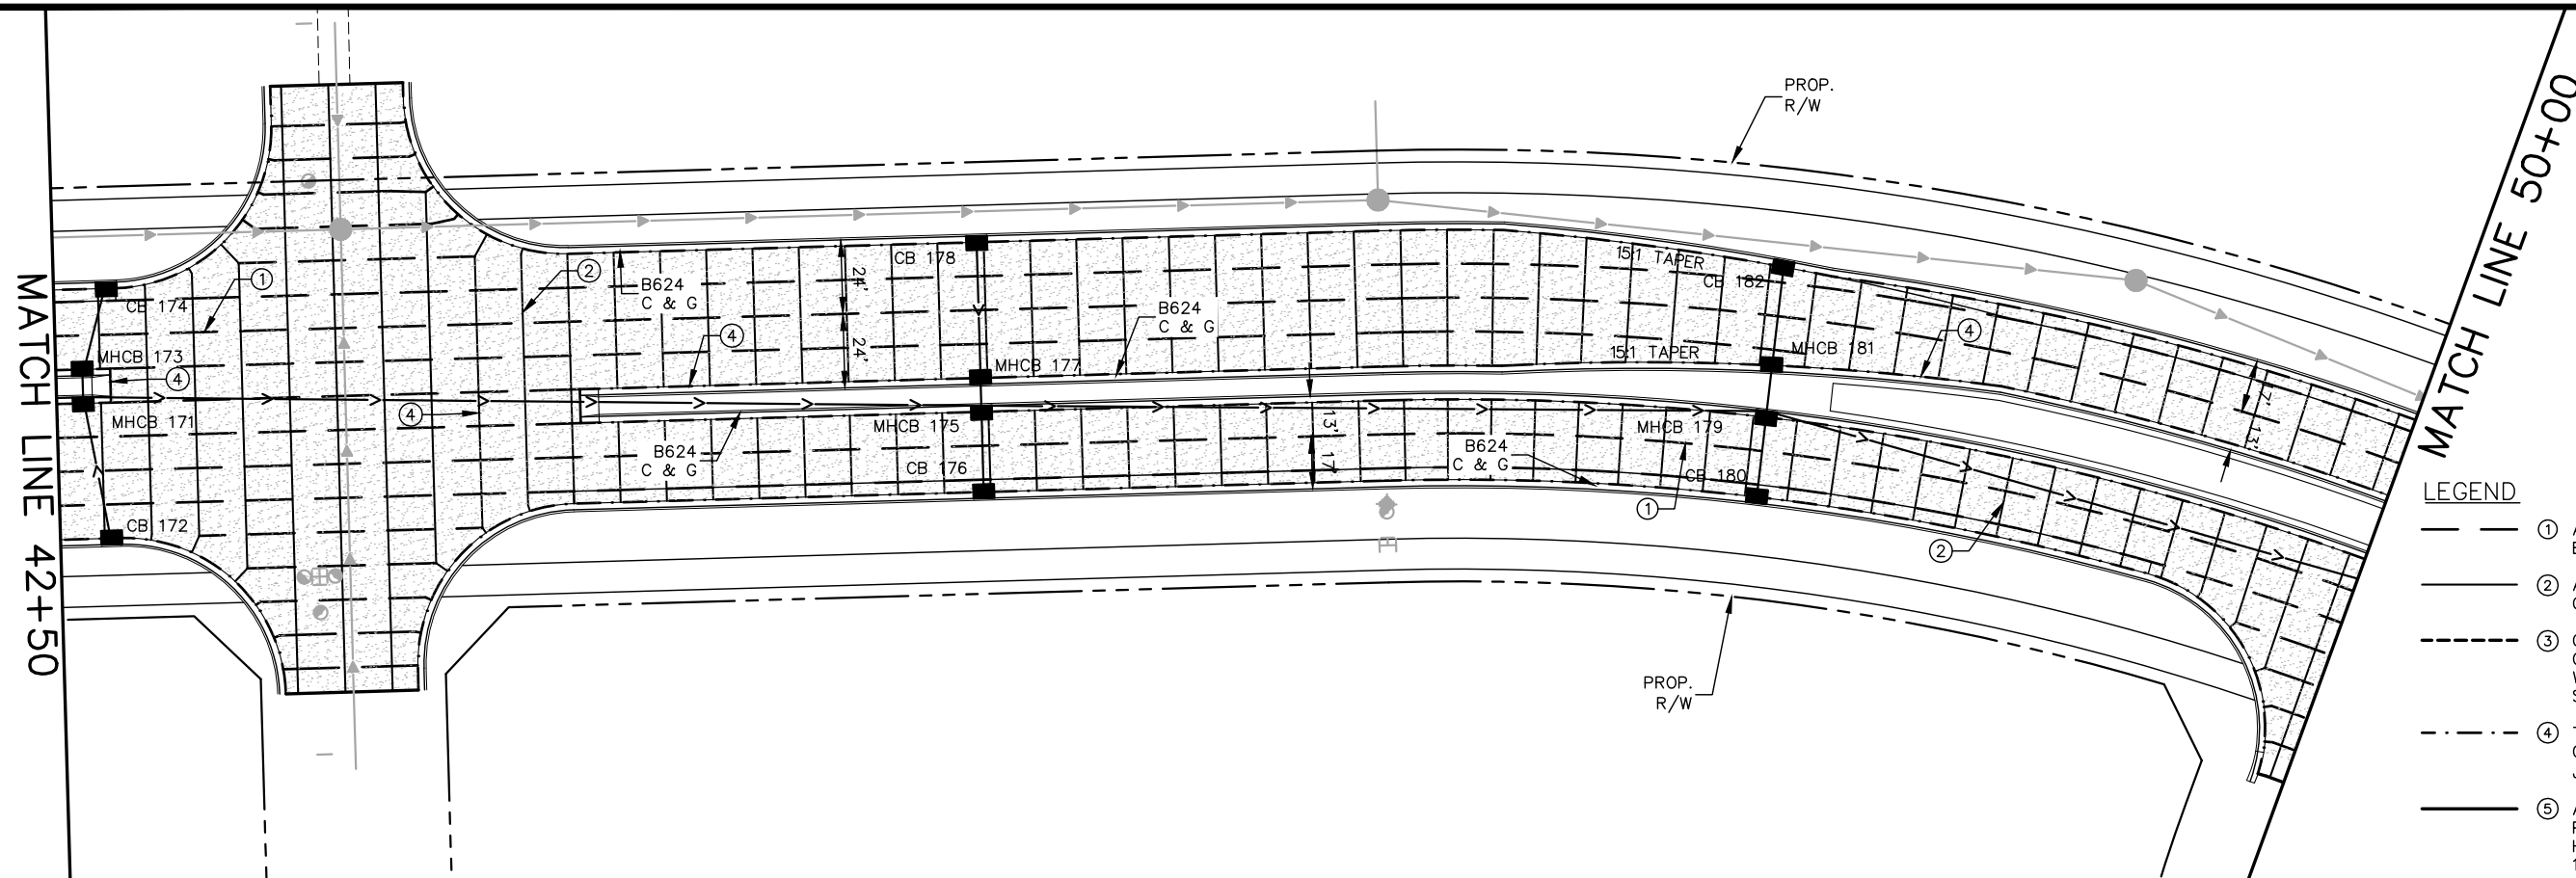 PROP.
R/W
MATCH LINE 50+00
MATCH LINE 42+50
CB 174
①
②
B624
C & G
24'
24'
CB 178
B624
C & G
15:1 TAPER
CB 182
④
MHCB 173
④
④
MHCB 177
15:1 TAPER
MHCB 181
④
7'
13'
MHCB 171
B624
C & G
MHCB 175
CB 176
13'
17'
B624
C & G
MHCB 179
CB 180
①
②
CB 172
PROP.
R/W
LEGEND
①
②
③
④
⑤